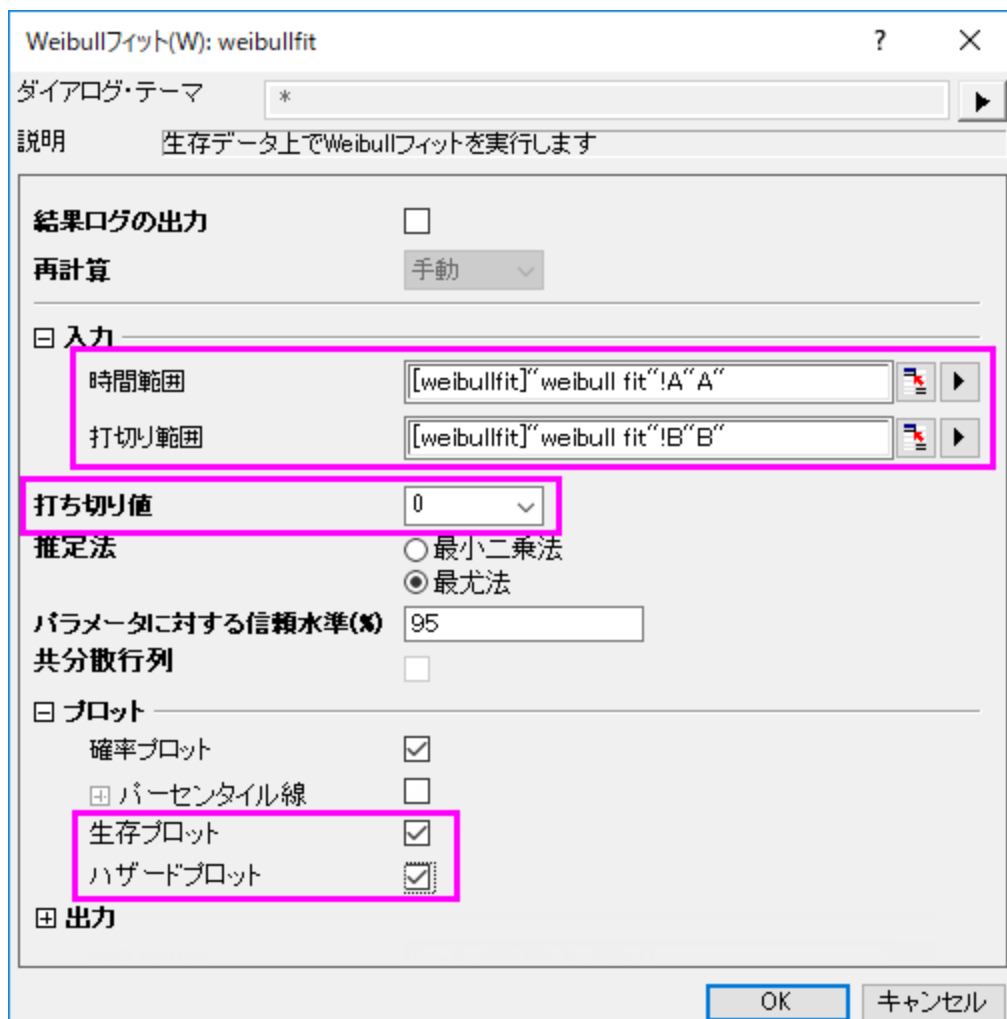 Weibullフィット(W): weibullfit ? ×
ダイアログ・テーマ *
説明 生存データ上でWeibullフィットを実行します
結果ログの出力
再計算 手動
入力
時間範囲 [weibullfit]"weibull fit"!A"A"
打切り範囲 [weibullfit]"weibull fit"!B"B"
打ち切り値 0
推定法 最小二乗法
最尤法
パラメータに対する信頼水準(%) 95
共分散行列
プロット
確率プロット
パーセンタイル線
生存プロット
ハザードプロット
出力
OK キャンセル